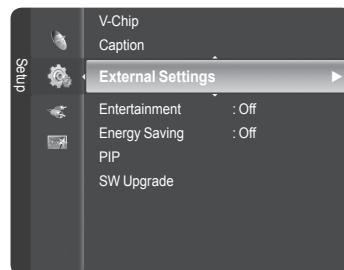 Setup
V-Chip
Caption
External Settings
Entertainment : Off
Energy Saving : Off
PIP
SW Upgrade